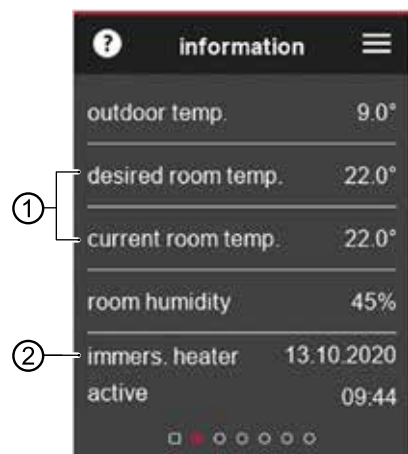 ? information
outdoor temp. 9.0°
① desired room temp. 22.0°
current room temp. 22.0°
room humidity 45%
② immers. heater 13.10.2020
active 09:44